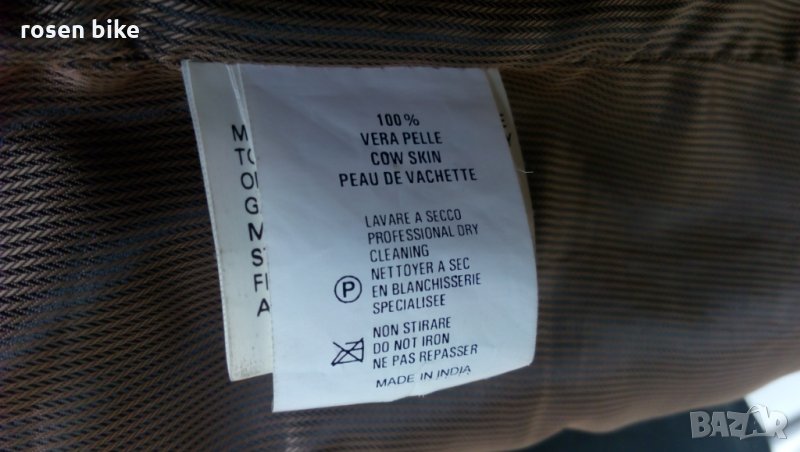 rosen bike
100%
VERA PELLE
COW SKIN
PEAU DE VACHETTE
LAVARE A SECCO
PROFESSIONAL DRY
CLEANING
NETTOYER A SEC
P EN BLANCHISSERIE
SPECIALISEE
NON STIRARE
DO NOT IRON
NE PAS REPASSER
MADE IN INDIA
BAZAR